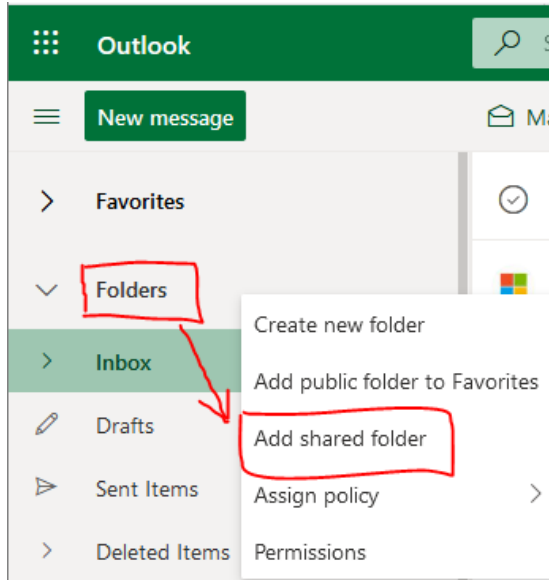 Outlook
New message
Favorites
Folders
Create new folder
Inbox
Add public folder to Favorites
Drafts
Add shared folder
Sent Items
Assign policy
Deleted Items
Permissions